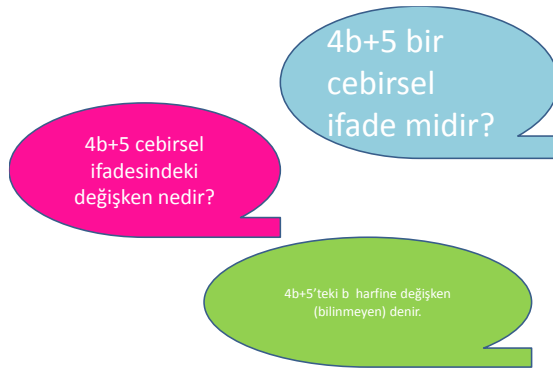 4b+5 bir
cebirsel
ifade midir?
4b+5 cebirsel
ifadesindeki
değişken nedir?
4b+5'teki b harfine değişken
(bilinmeyen) denir.